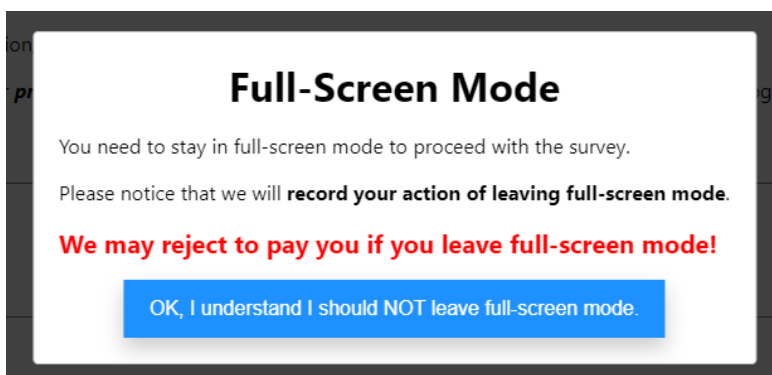 ion
Full-Screen Mode
pr
You need to stay in full-screen mode to proceed with the survey.
Please notice that we will record your action of leaving full-screen mode.
We may reject to pay you if you leave full-screen mode!
OK, I understand I should NOT leave full-screen mode.